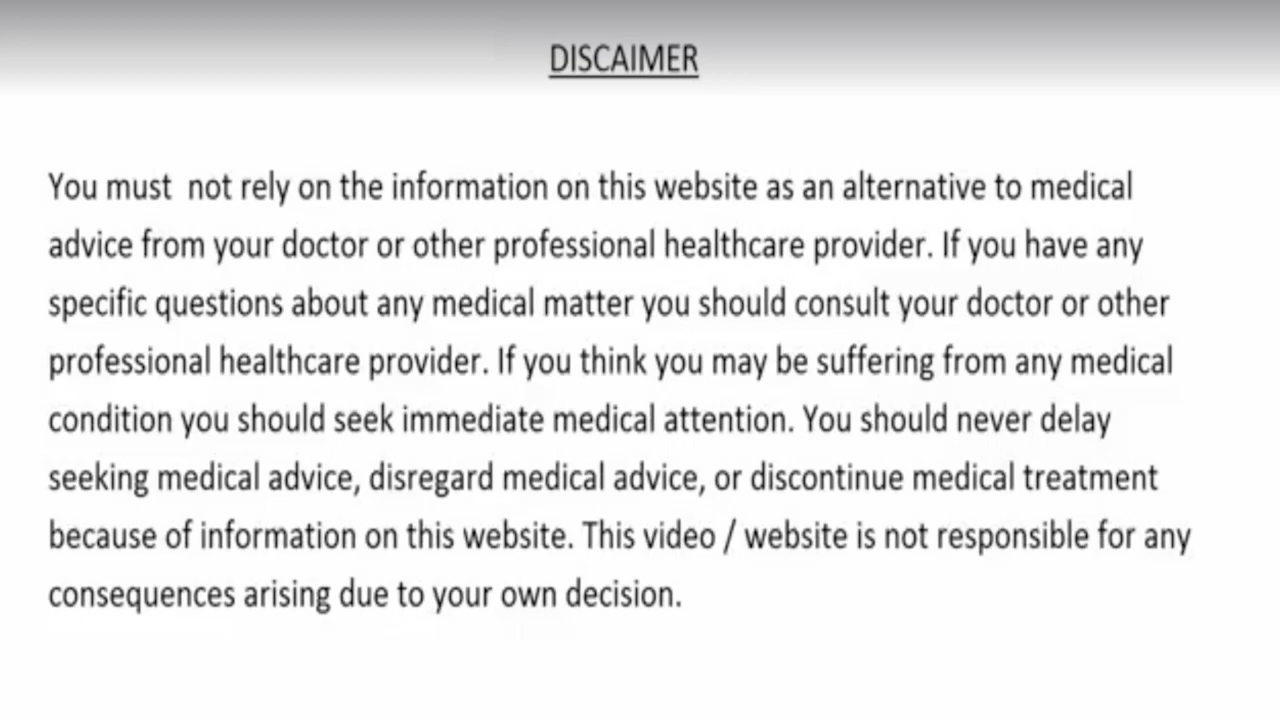 DISCAIMER
You must  not rely on the information on this website as an alternative to medical
advice from your doctor or other professional healthcare provider. If you have any
specific questions about any medical matter you should consult your doctor or other
professional healthcare provider. If you think you may be suffering from any medical
condition you should seek immediate medical attention. You should never delay
seeking medical advice, disregard medical advice, or discontinue medical treatment
because of information on this website. This video / website is not responsible for any
consequences arising due to your own decision.